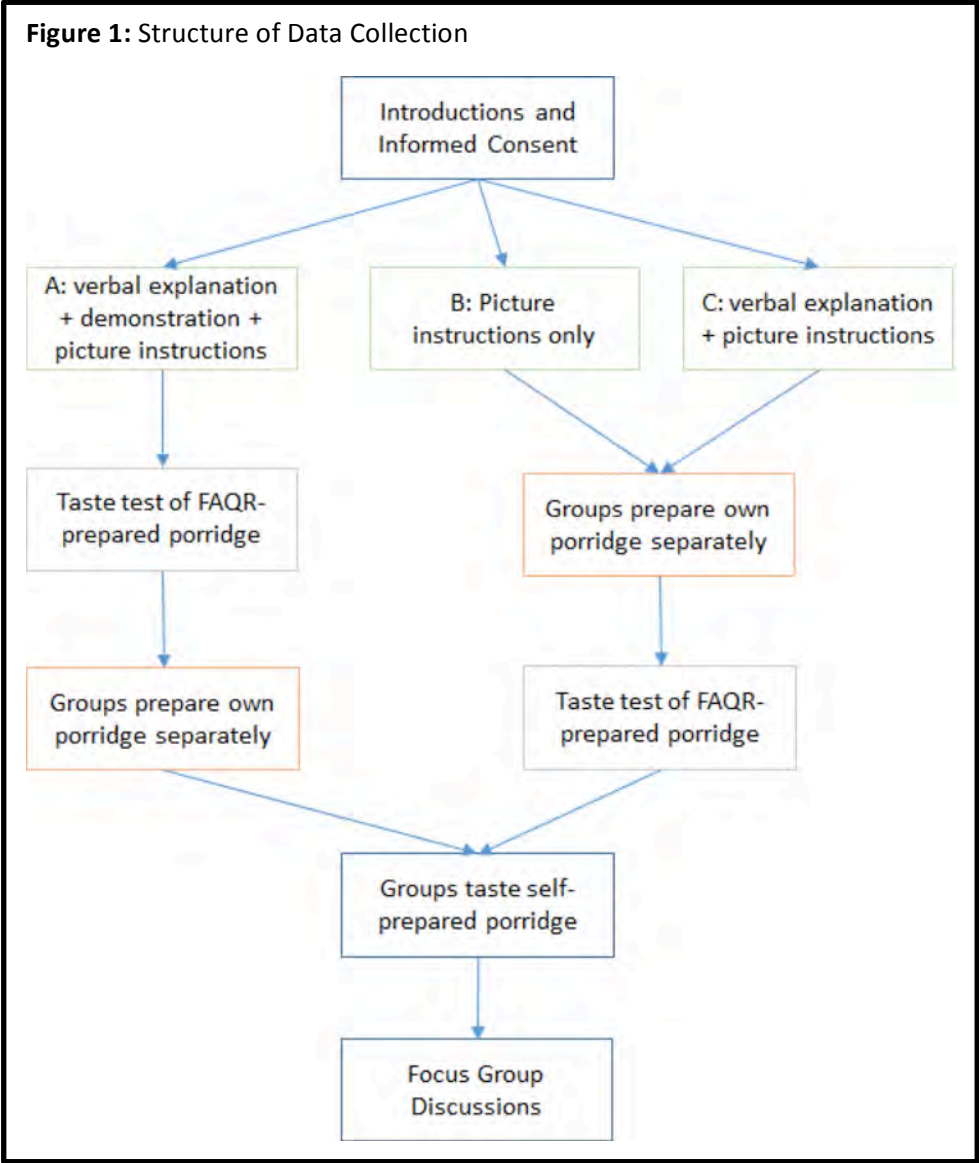 Figure 1: Structure of Data Collection
Introductions and
Informed Consent
A: verbal explanation
+ demonstration +
picture instructions
B: Picture
instructions only
C: verbal explanation
+ picture instructions
Taste test of FAQR-
prepared porridge
Groups prepare own
porridge separately
Groups prepare own
porridge separately
Taste test of FAQR-
prepared porridge
Groups taste self-
prepared porridge
Focus Group
Discussions